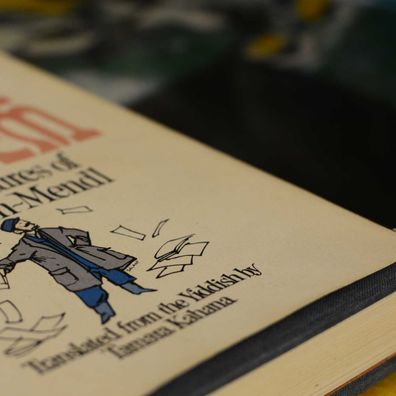 ures of
-Mendl
Translated from the Yiddish by
Tamara Kahana